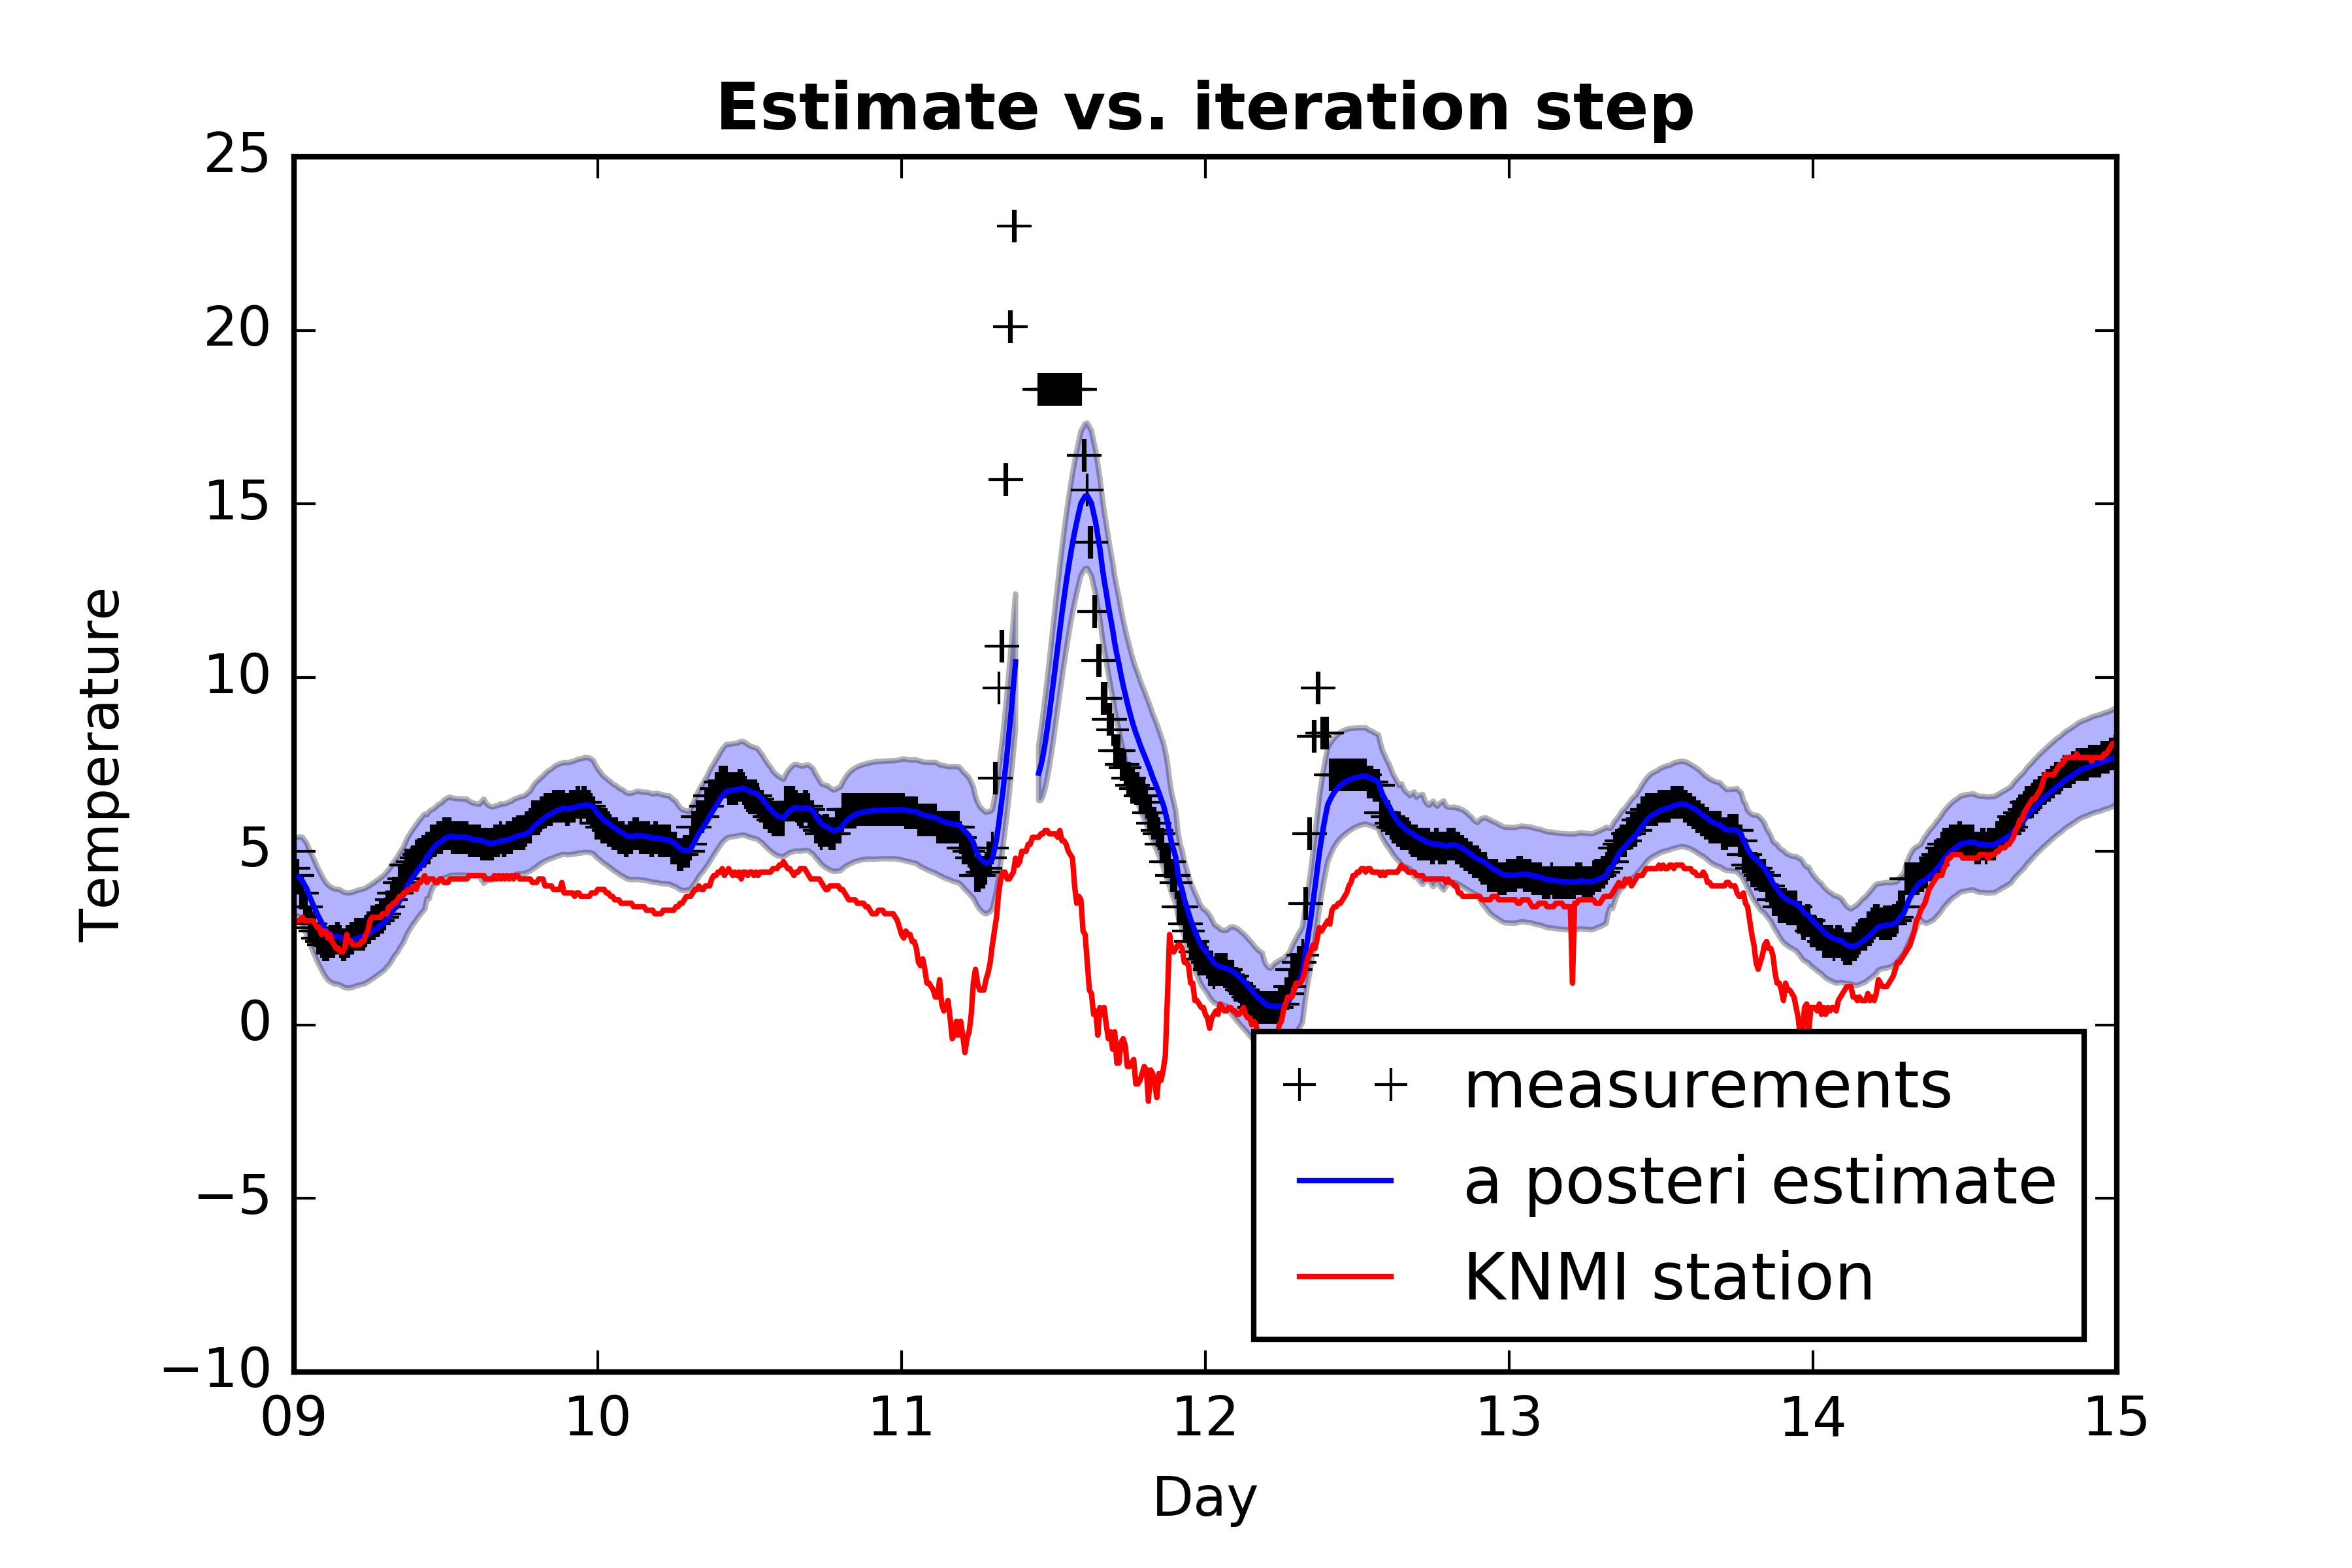 Estimate vs. iteration step
25
20
15
10
5
0
−5
−10
Temperature
measurements
a posteri estimate
KNMI station
09 10 11 12 13 14 15
Day